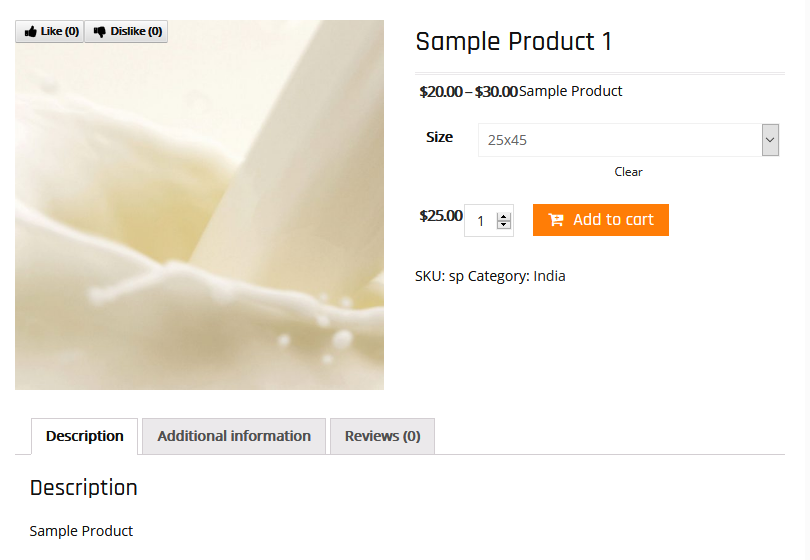 Like (0) Dislike (0)
Sample Product 1
$20.00 – $30.00 Sample Product
Size 25x45
Clear
$25.00 1 Add to cart
SKU: sp Category: India
Description Additional information Reviews (0)
Description
Sample Product